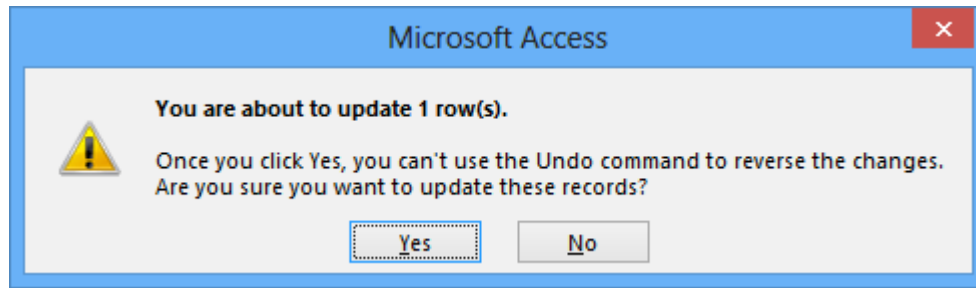 Microsoft Access
You are about to update 1 row(s).
Once you click Yes, you can't use the Undo command to reverse the changes.
Are you sure you want to update these records?
Yes No